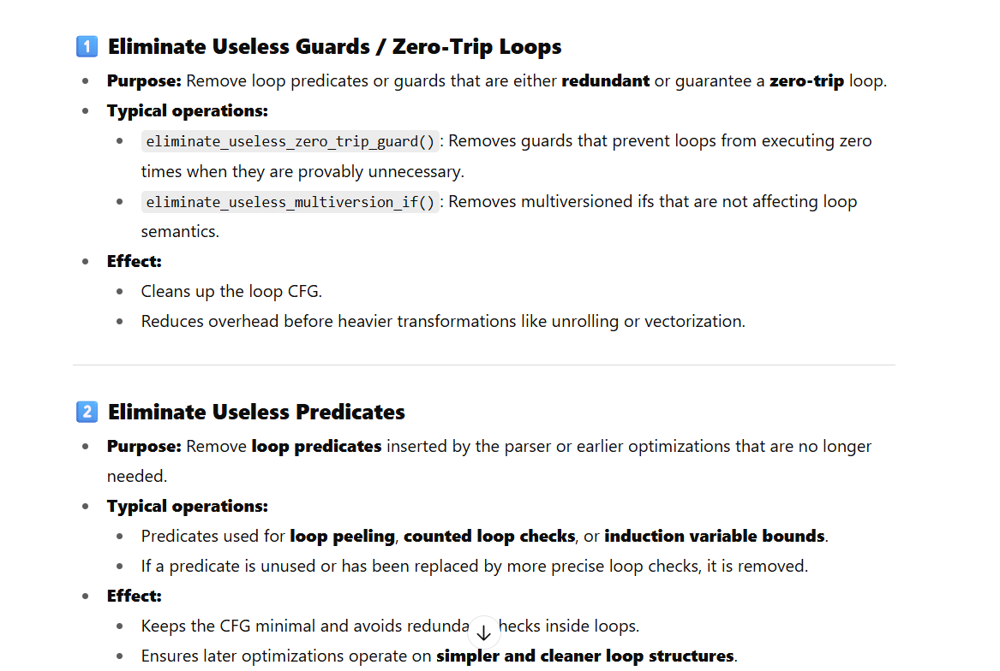 1 Eliminate Useless Guards / Zero-Trip Loops
• Purpose: Remove loop predicates or guards that are either redundant or guarantee a zero-trip loop.
• Typical operations:
• eliminate_useless_zero_trip_guard(): Removes guards that prevent loops from executing zero
times when they are provably unnecessary.
• eliminate_useless_multiversion_if(): Removes multiversioned ifs that are not affecting loop
semantics.
• Effect:
• Cleans up the loop CFG.
• Reduces overhead before heavier transformations like unrolling or vectorization.
2 Eliminate Useless Predicates
• Purpose: Remove loop predicates inserted by the parser or earlier optimizations that are no longer
needed.
• Typical operations:
• Predicates used for loop peeling, counted loop checks, or induction variable bounds.
• If a predicate is unused or has been replaced by more precise loop checks, it is removed.
• Effect:
• Keeps the CFG minimal and avoids redunda hecks inside loops.
• Ensures later optimizations operate on simpler and cleaner loop structures.